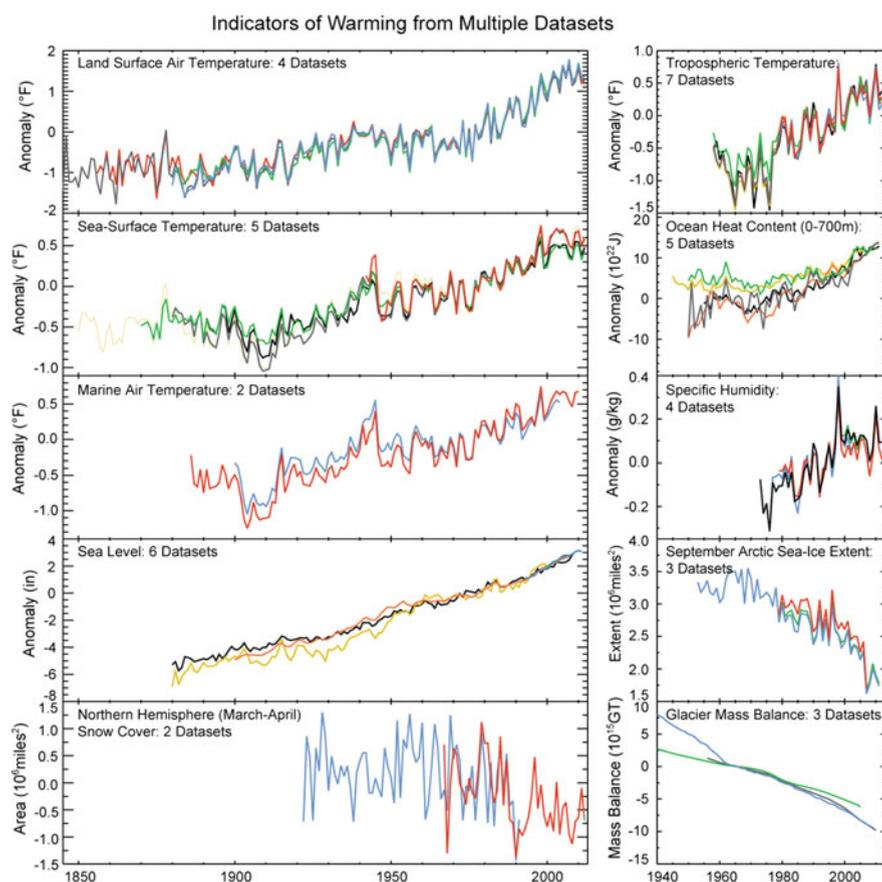 Indicators of Warming from Multiple Datasets
Land Surface Air Temperature: 4 Datasets
Anomaly (°F)
2
1
0
-1
-2
Sea-Surface Temperature: 5 Datasets
Anomaly (°F)
0.5
0.0
-0.5
-1.0
Marine Air Temperature: 2 Datasets
Anomaly (°F)
0.5
0.0
-0.5
-1.0
Sea Level: 6 Datasets
Anomaly (in)
4
2
0
-2
-4
-6
-8
Northern Hemisphere (March-April)
Snow Cover: 2 Datasets
Area (10⁶miles²)
1.5
1.0
0.5
0.0
-0.5
-1.0
-1.5
1850
1900
1950
2000
Tropospheric Temperature:
7 Datasets
Anomaly (°F)
1.0
0.5
0.0
-0.5
-1.0
-1.5
Ocean Heat Content (0-700m):
5 Datasets
Anomaly (10²²J)
20
10
0
-10
Specific Humidity:
4 Datasets
Anomaly (g/kg)
0.4
0.2
0.0
-0.2
September Arctic Sea-Ice Extent:
3 Datasets
Extent (10⁶miles²)
4.0
3.5
3.0
2.5
2.0
1.5
Glacier Mass Balance: 3 Datasets
Mass Balance (10¹⁵GT)
10
5
0
-5
-10
-15
1940
1960
1980
2000